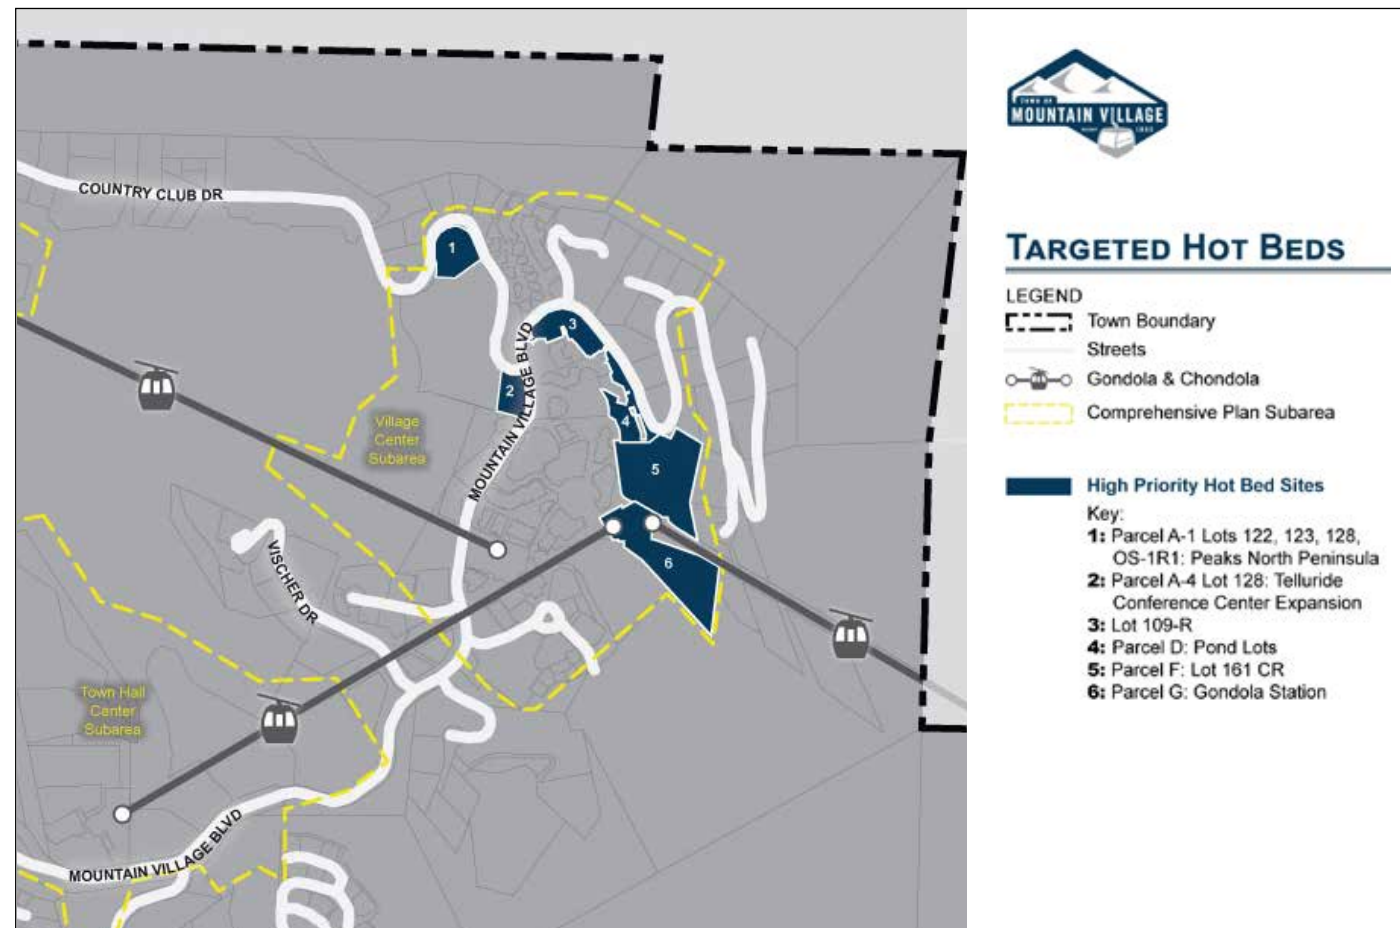 COUNTRY CLUB DR
1
3
MOUNTAIN VILLAGE BLVD
2
4
Village
Center
Subarea
5
6
VISCHER DR
Town Hall
Center
Subarea
MOUNTAIN VILLAGE BLVD
TOWN OF
MOUNTAIN VILLAGE
TARGETED HOT BEDS
LEGEND
Town Boundary
Streets
Gondola & Chondola
Comprehensive Plan Subarea
High Priority Hot Bed Sites
Key:
1: Parcel A-1 Lots 122, 123, 128,
OS-1R1: Peaks North Peninsula
2: Parcel A-4 Lot 128: Telluride
Conference Center Expansion
3: Lot 109-R
4: Parcel D: Pond Lots
5: Parcel F: Lot 161 CR
6: Parcel G: Gondola Station